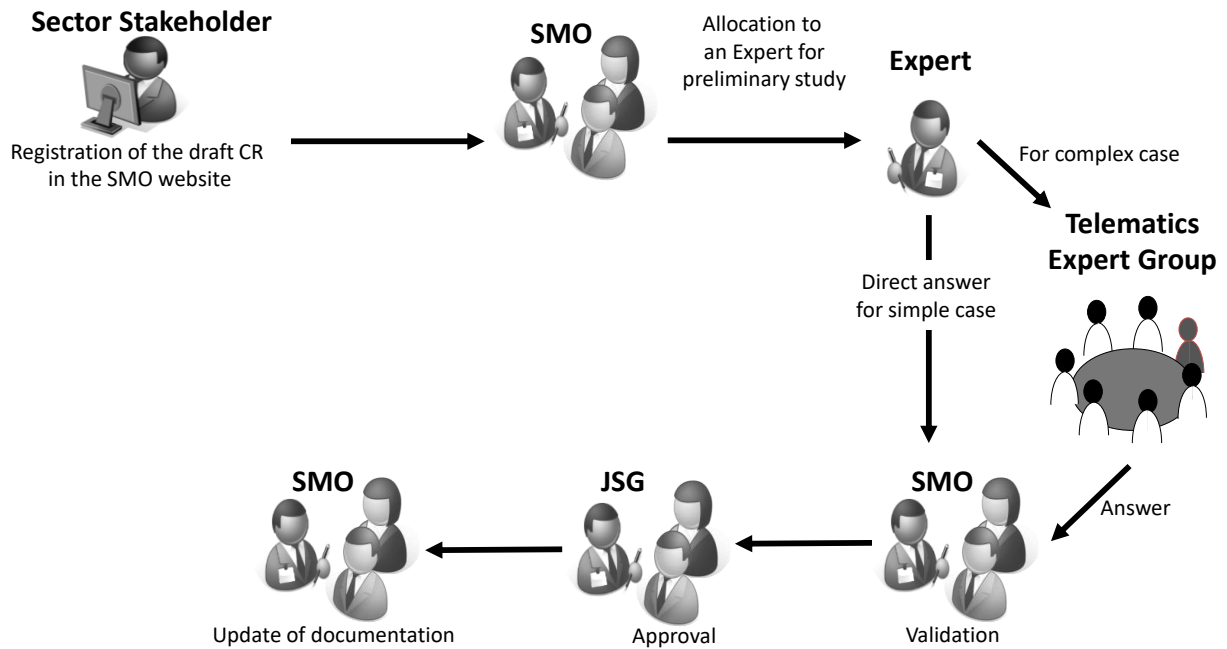 Sector Stakeholder
Registration of the draft CR
in the SMO website
SMO
Allocation to
an Expert for
preliminary study
Expert
For complex case
Telematics
Expert Group
Direct answer
for simple case
Answer
SMO
Validation
JSG
Approval
SMO
Update of documentation